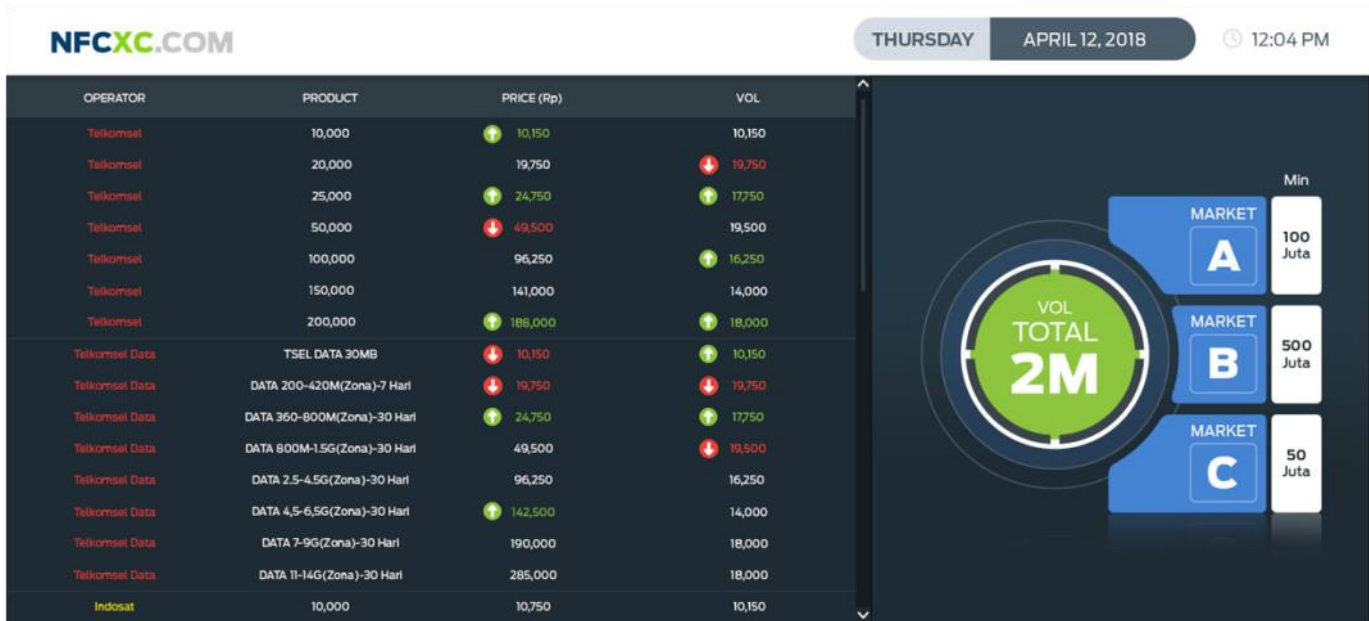 NFCXC.COM
THURSDAY APRIL 12, 2018 12:04 PM
OPERATOR PRODUCT PRICE (Rp) VOL
Telkomsel 10,000 10,150 10,150
Telkomsel 20,000 19,750 19,750
Telkomsel 25,000 24,750 17,750
Telkomsel 50,000 49,500 19,500
Telkomsel 100,000 96,250 16,250
Telkomsel 150,000 141,000 14,000
Telkomsel 200,000 188,000 18,000
Telkomsel Data TSEL DATA 30MB 10,150 10,150
Telkomsel Data DATA 200-420M(Zona)-7 Hari 19,750 19,750
Telkomsel Data DATA 360-800M(Zona)-30 Hari 24,750 17,750
Telkomsel Data DATA 800M-1.5G(Zona)-30 Hari 49,500 19,500
Telkomsel Data DATA 2.5-4.5G(Zona)-30 Hari 96,250 16,250
Telkomsel Data DATA 4,5-6,5G(Zona)-30 Hari 142,500 14,000
Telkomsel Data DATA 7-9G(Zona)-30 Hari 190,000 18,000
Telkomsel Data DATA 11-14G(Zona)-30 Hari 285,000 18,000
Indosat 10,000 10,750 10,150
VOL
TOTAL
2M
Min
MARKET
A
100
Juta
MARKET
B
500
Juta
MARKET
C
50
Juta